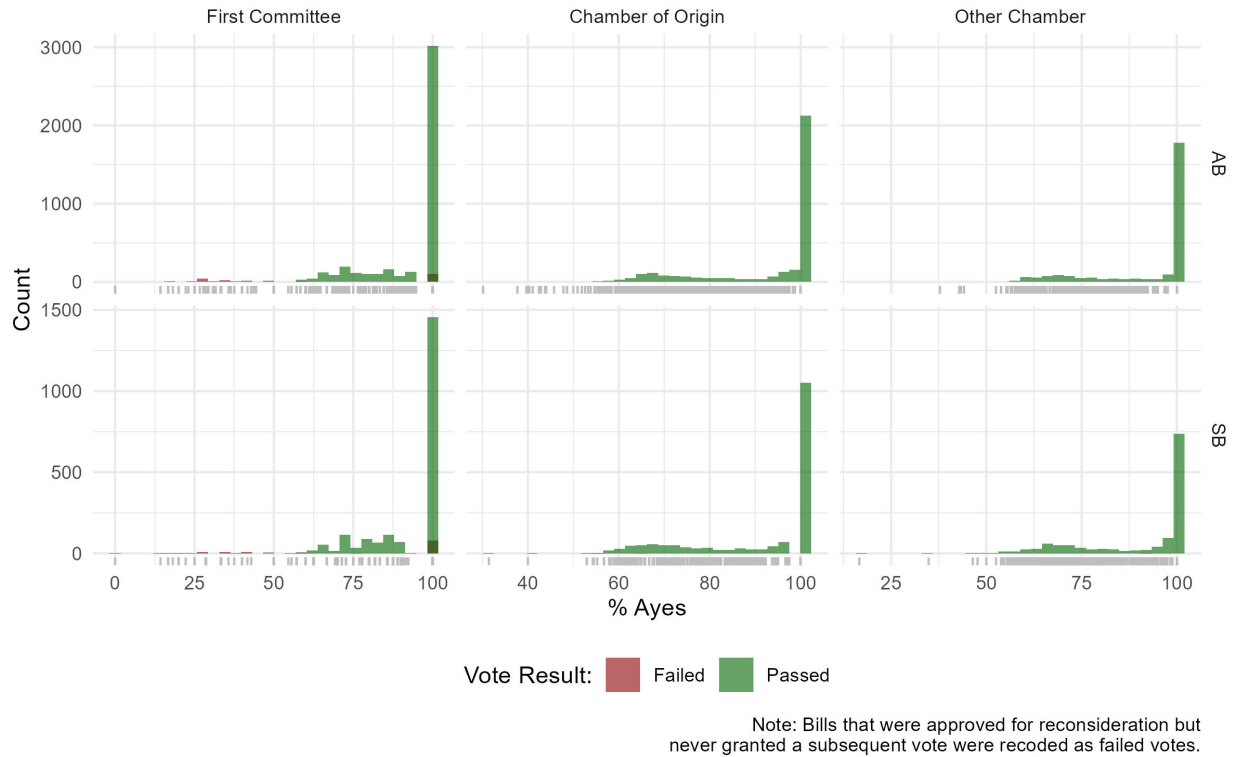 First Committee
Chamber of Origin
Other Chamber
3000
2000
1000
0
AB
Count
1500
1000
500
0
SB
0 25 50 75 100
40 60 80 100
25 50 75 100
% Ayes
Vote Result: Failed Passed
Note: Bills that were approved for reconsideration but
never granted a subsequent vote were recoded as failed votes.